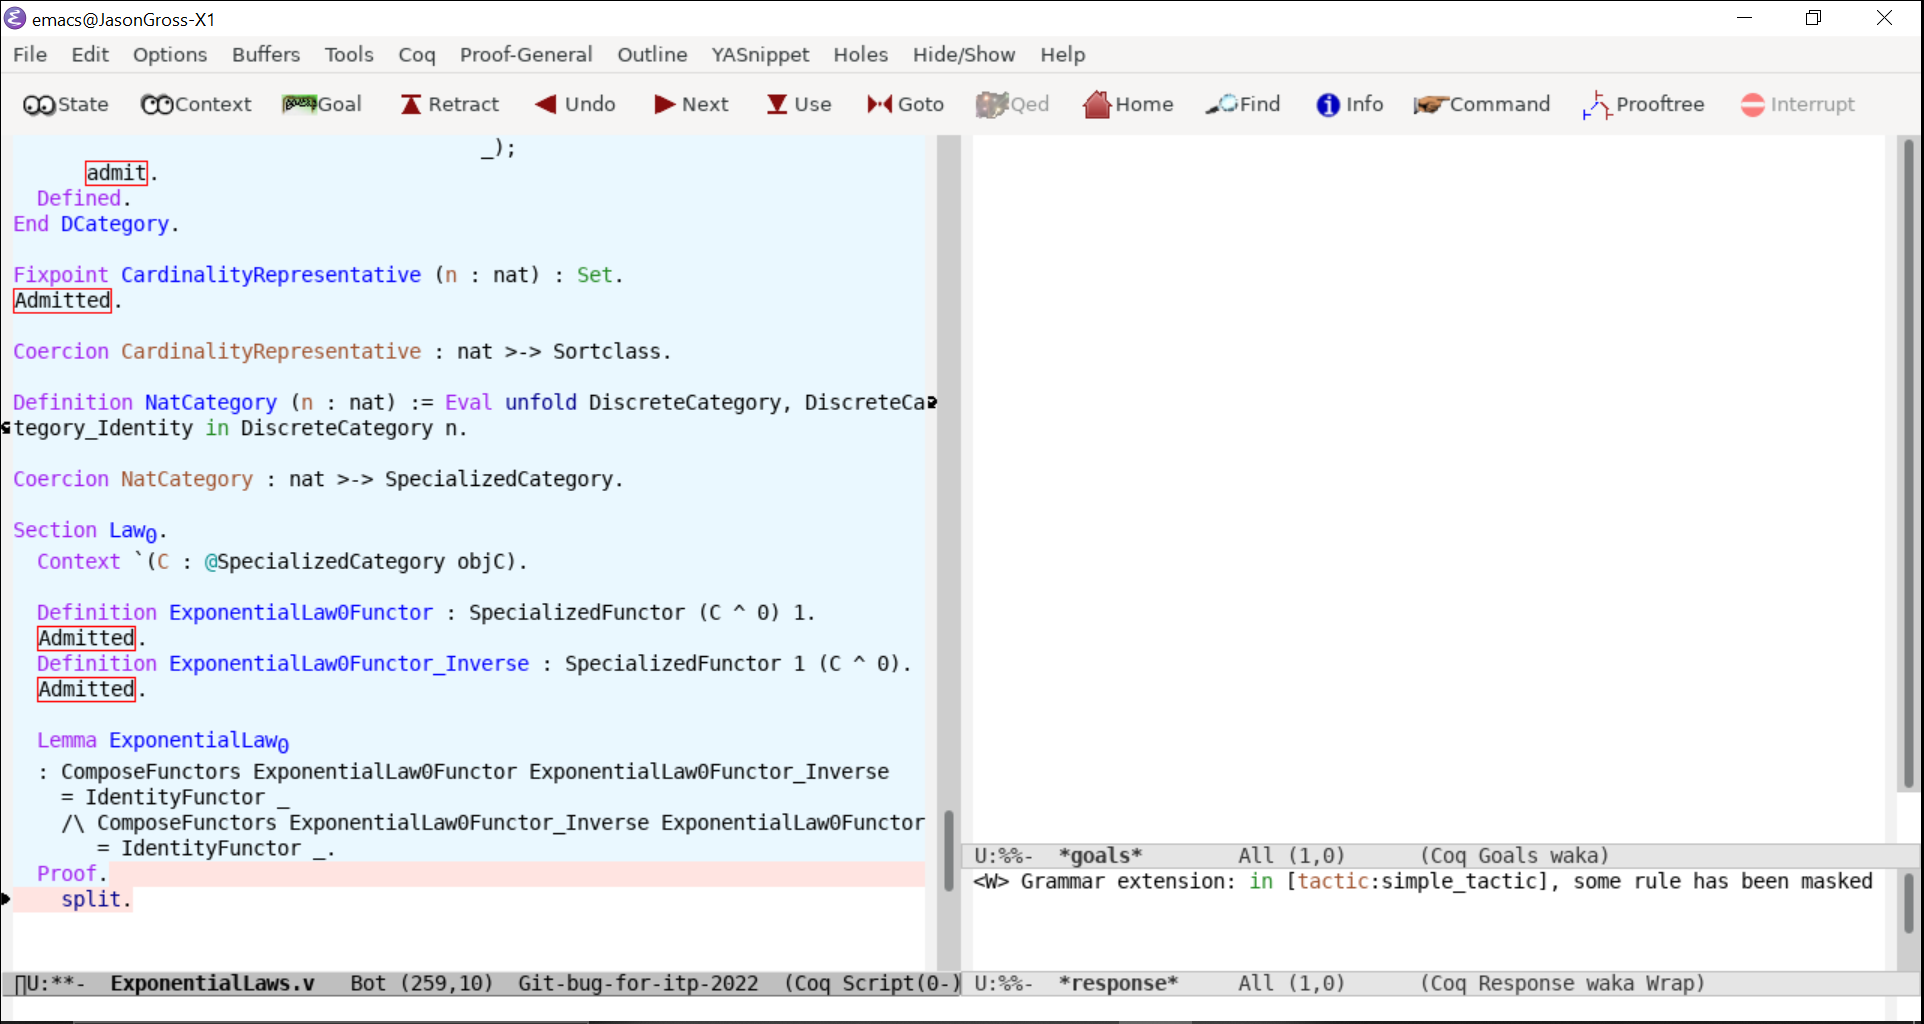 emacs@JasonGross-X1
File Edit Options Buffers Tools Coq Proof-General Outline YASnippet Holes Hide/Show Help
State Context Goal Retract Undo Next Use Goto Qed Home Find Info Command Prooftree Interrupt
_);
admit.
Defined.
End DCategory.
Fixpoint CardinalityRepresentative (n : nat) : Set.
Admitted.
Coercion CardinalityRepresentative : nat >-> Sortclass.
Definition NatCategory (n : nat) := Eval unfold DiscreteCategory, DiscreteCa
tegory_Identity in DiscreteCategory n.
Coercion NatCategory : nat >-> SpecializedCategory.
Section Law₀.
Context `(C : @SpecializedCategory objC).
Definition ExponentialLaw0Functor : SpecializedFunctor (C ^ 0) 1.
Admitted.
Definition ExponentialLaw0Functor_Inverse : SpecializedFunctor 1 (C ^ 0).
Admitted.
Lemma ExponentialLaw₀
: ComposeFunctors ExponentialLaw0Functor ExponentialLaw0Functor_Inverse
= IdentityFunctor _
/\ ComposeFunctors ExponentialLaw0Functor_Inverse ExponentialLaw0Functor
= IdentityFunctor _.
Proof.
split.
U:**- ExponentialLaws.v Bot (259,10) Git-bug-for-itp-2022 (Coq Script(0-)
U:%%- *goals* All (1,0) (Coq Goals waka)
<W> Grammar extension: in [tactic:simple_tactic], some rule has been masked
U:%%- *response* All (1,0) (Coq Response waka Wrap)